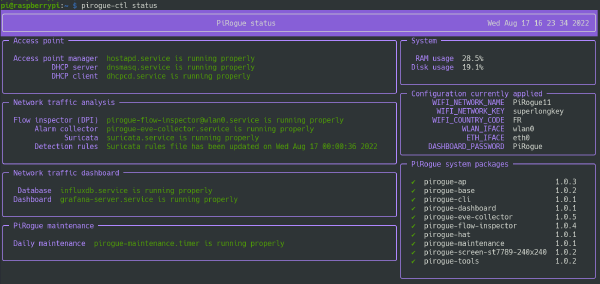 pi@raspberrypi:~ $ pirogue-ctl status
PiRogue status
Wed Aug 17 16 23 34 2022
Access point
Access point manager hostapd.service is running properly
DHCP server dnsmasq.service is running properly
DHCP client dhcpcd.service is running properly
Network traffic analysis
Flow inspector (DPI) pirogue-flow-inspector@wlan0.service is running properly
Alarm collector pirogue-eve-collector.service is running properly
Suricata suricata.service is running properly
Detection rules Suricata rules file has been updated on Wed Aug 17 00:00:36 2022
Network traffic dashboard
Database influxdb.service is running properly
Dashboard grafana-server.service is running properly
PiRogue maintenance
Daily maintenance pirogue-maintenance.timer is running properly
System
RAM usage 28.5%
Disk usage 19.1%
Configuration currently applied
WIFI_NETWORK_NAME PiRogue11
WIFI_NETWORK_KEY superlongkey
WIFI_COUNTRY_CODE FR
WLAN_IFACE wlan0
ETH_IFACE eth0
DASHBOARD_PASSWORD PiRogue
PiRogue system packages
✔ pirogue-ap 1.0.3
✔ pirogue-base 1.0.2
✔ pirogue-cli 1.0.1
✔ pirogue-dashboard 1.0.1
✔ pirogue-eve-collector 1.0.5
✔ pirogue-flow-inspector 1.0.4
✔ pirogue-hat 1.0.1
✔ pirogue-maintenance 1.0.1
✔ pirogue-screen-st7789-240x240 1.0.2
✔ pirogue-tools 1.0.2